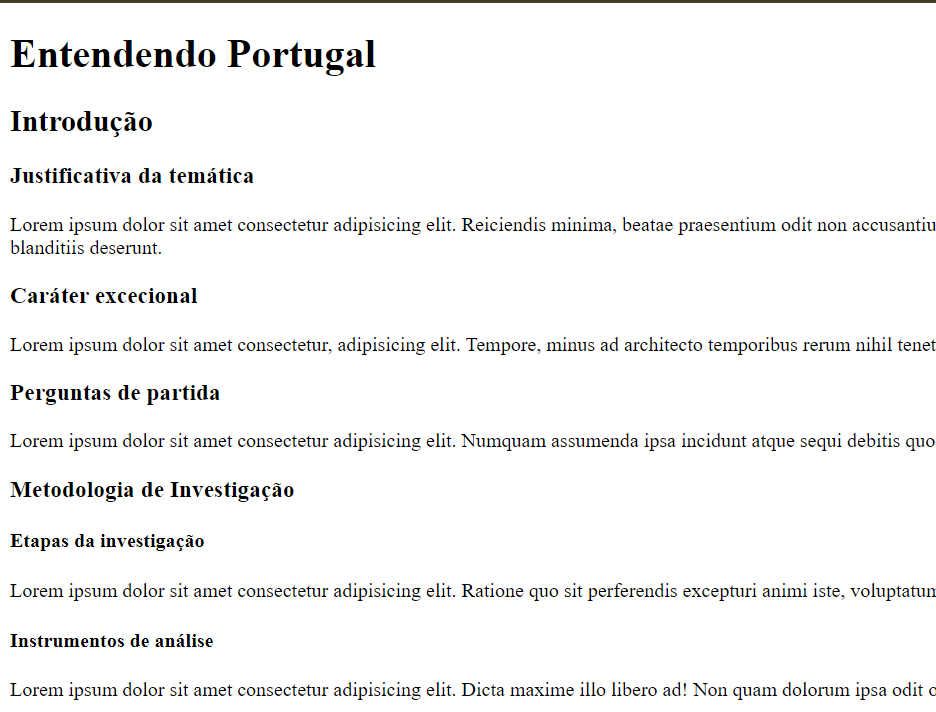 Entendendo Portugal
Introdução
Justificativa da temática
Lorem ipsum dolor sit amet consectetur adipisicing elit. Reiciendis minima, beatae praesentium odit non
blanditiis deserunt.
Caráter excecional
Lorem ipsum dolor sit amet consectetur, adipisicing elit. Tempore, minus ad architecto temporibus rerum nihil tenet
Perguntas de partida
Lorem ipsum dolor sit amet consectetur adipisicing elit. Numquam assumenda ipsa incidunt atque sequi debitis quo
Metodologia de Investigação
Etapas da investigação
Lorem ipsum dolor sit amet consectetur adipisicing elit. Ratione quo sit perferendis excepturi animi iste,
Instrumentos de análise
Lorem ipsum dolor sit amet consectetur adipisicing elit. Dicta maxime illo libero ad! Non quam dolorum ipsa odit